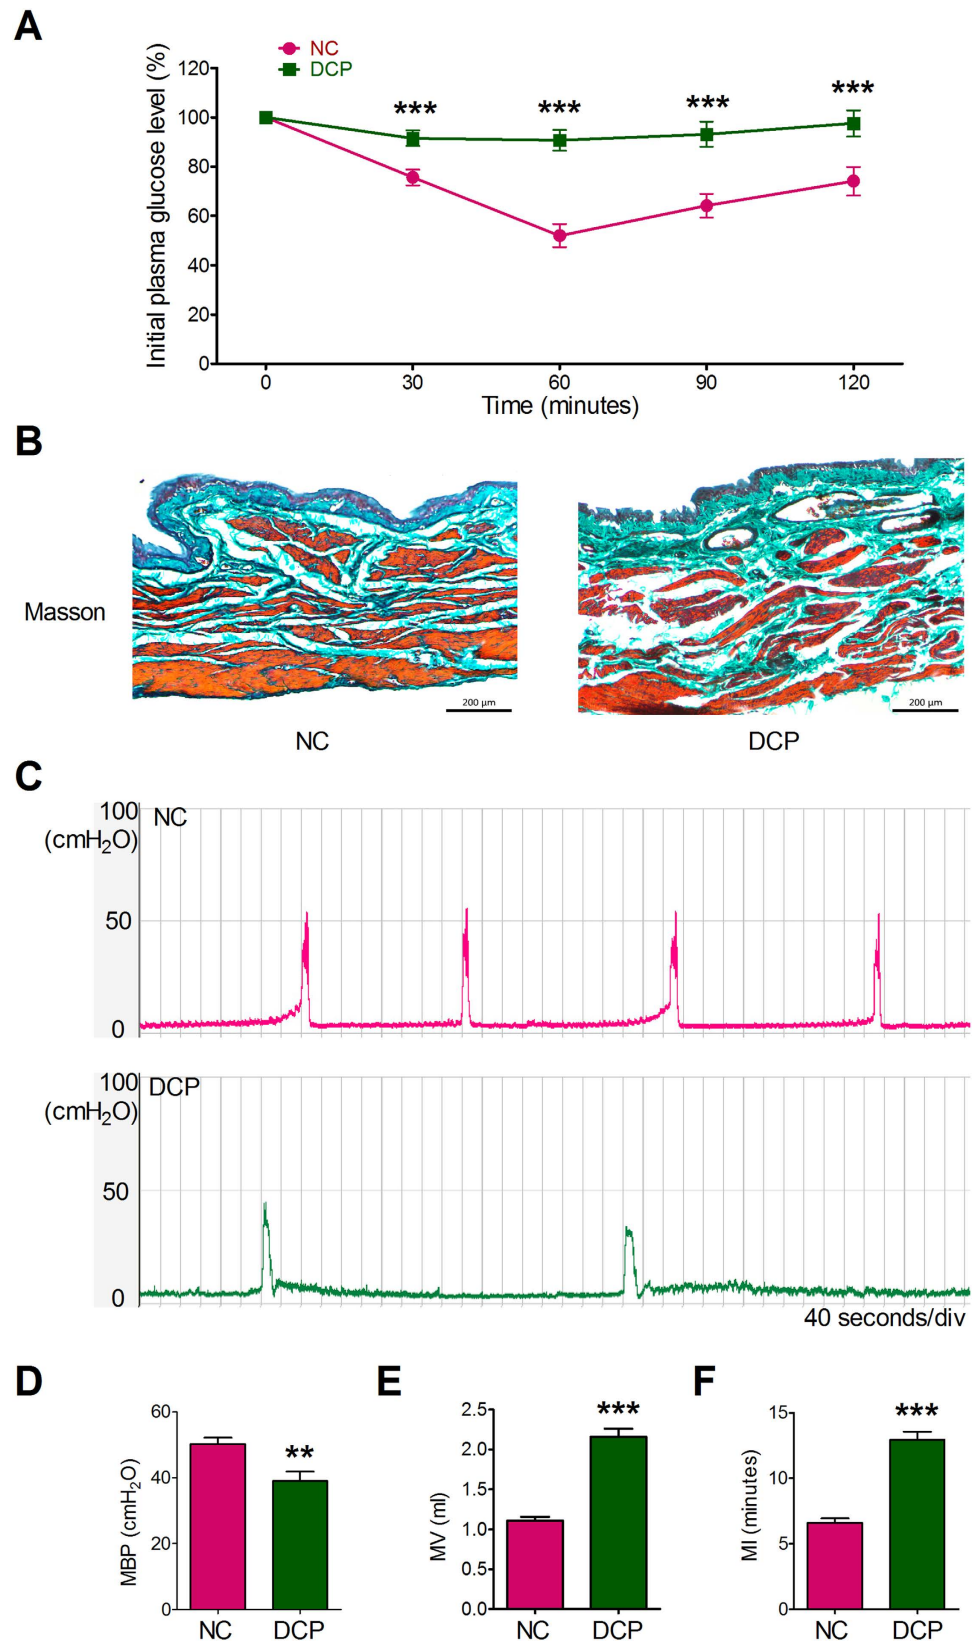 A
NC
DCP
Initial plasma glucose level (%)
120
100
80
60
40
20
0
*** *** *** ***
0 30 60 90 120
Time (minutes)
B
Masson
200 µm
200 µm
NC DCP
C
100
(cmH₂O)
NC
50
0
100
(cmH₂O)
DCP
50
0
40 seconds/div
D
MBP (cmH₂O)
60
40
20
0
**
NC DCP
E
MV (ml)
2.5
2.0
1.5
1.0
0.5
0.0
***
NC DCP
F
MI (minutes)
15
10
5
0
***
NC DCP